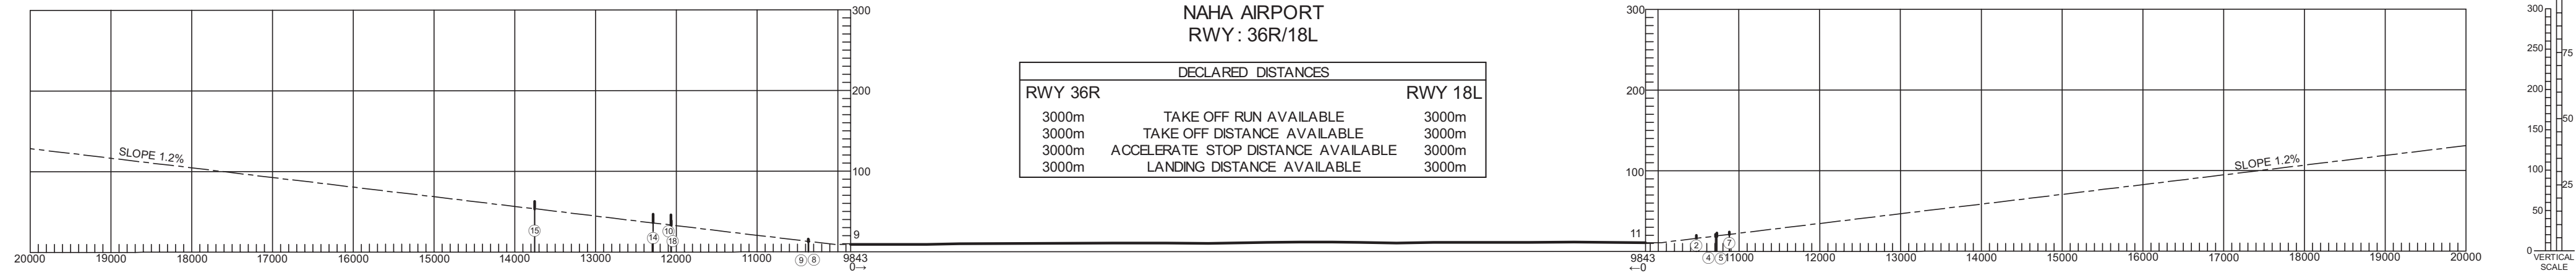 NAHA AIRPORT
RWY : 36R/18L
DECLARED DISTANCES
RWY 36R RWY 18L
3000m TAKE OFF RUN AVAILABLE 3000m
3000m TAKE OFF DISTANCE AVAILABLE 3000m
3000m ACCELERATE STOP DISTANCE AVAILABLE 3000m
3000m LANDING DISTANCE AVAILABLE 3000m
300
200
100
9
SLOPE 1.2%
15
14
10
18
9 8
20000 19000 18000 17000 16000 15000 14000 13000 12000 11000 9843
0→
300
200
100
11
SLOPE 1.2%
2
4
5
7
9843 11000 12000 13000 14000 15000 16000 17000 18000 19000 20000
←0
300
250
200
150
100
50
0
75
50
25
VERTICAL
SCALE